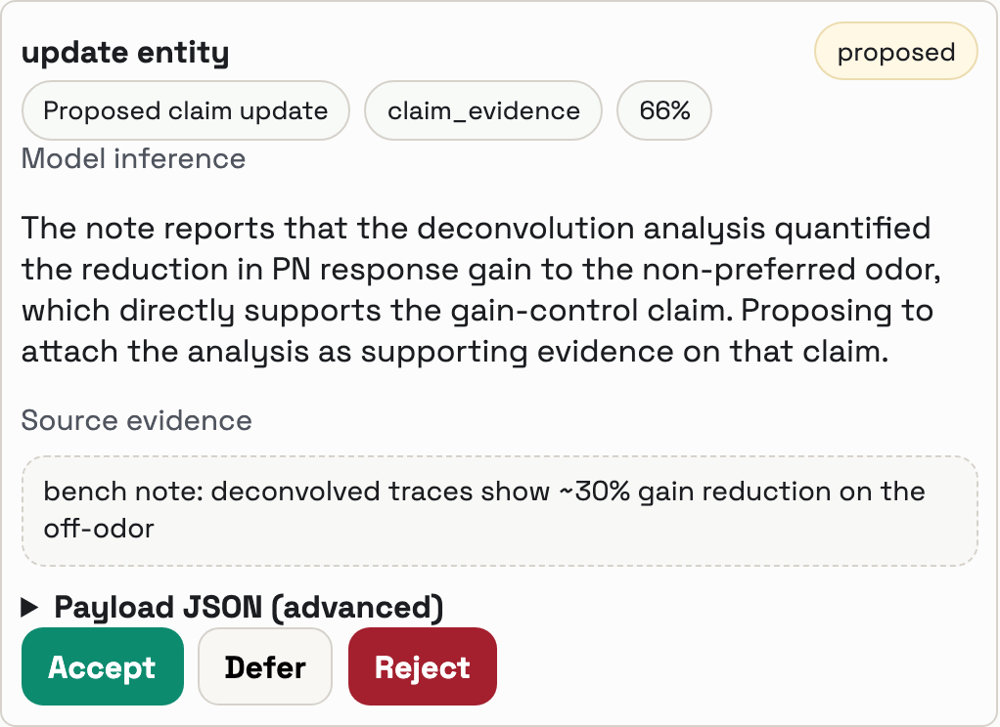 update entity
proposed
Proposed claim update
claim_evidence
66%
Model inference
The note reports that the deconvolution analysis quantified
the reduction in PN response gain to the non-preferred odor,
which directly supports the gain-control claim. Proposing to
attach the analysis as supporting evidence on that claim.
Source evidence
bench note: deconvolved traces show ~30% gain reduction on the
off-odor
▶ Payload JSON (advanced)
Accept
Defer
Reject